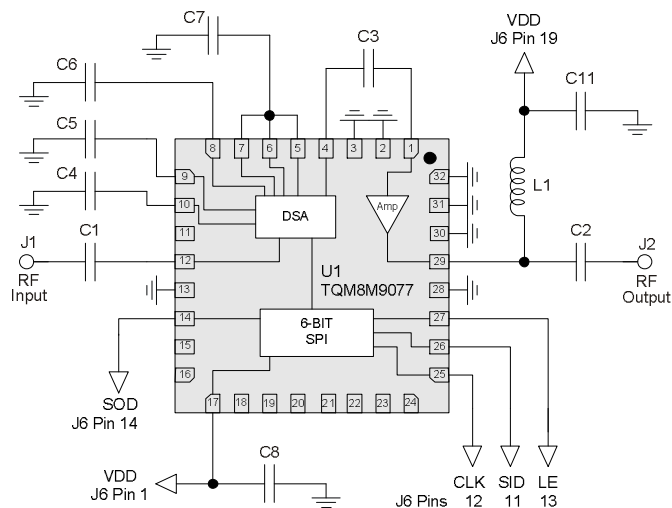 C7
VDD
J6 Pin 19
C3
C6
C11
C5
8 7 6 5 4 3 2 1
C4
9
32
Amp
10
31
L1
DSA
C1
11
30
C2
J1
12
29
J2
RF
Input
U1
TQM8M9077
RF
Output
13
28
14
6-BIT
SPI
27
15
26
16
25
SOD
J6 Pin 14
17 18 19 20 21 22 23 24
C8
VDD
J6 Pin 1
CLK SID LE
J6 Pins 12 11 13